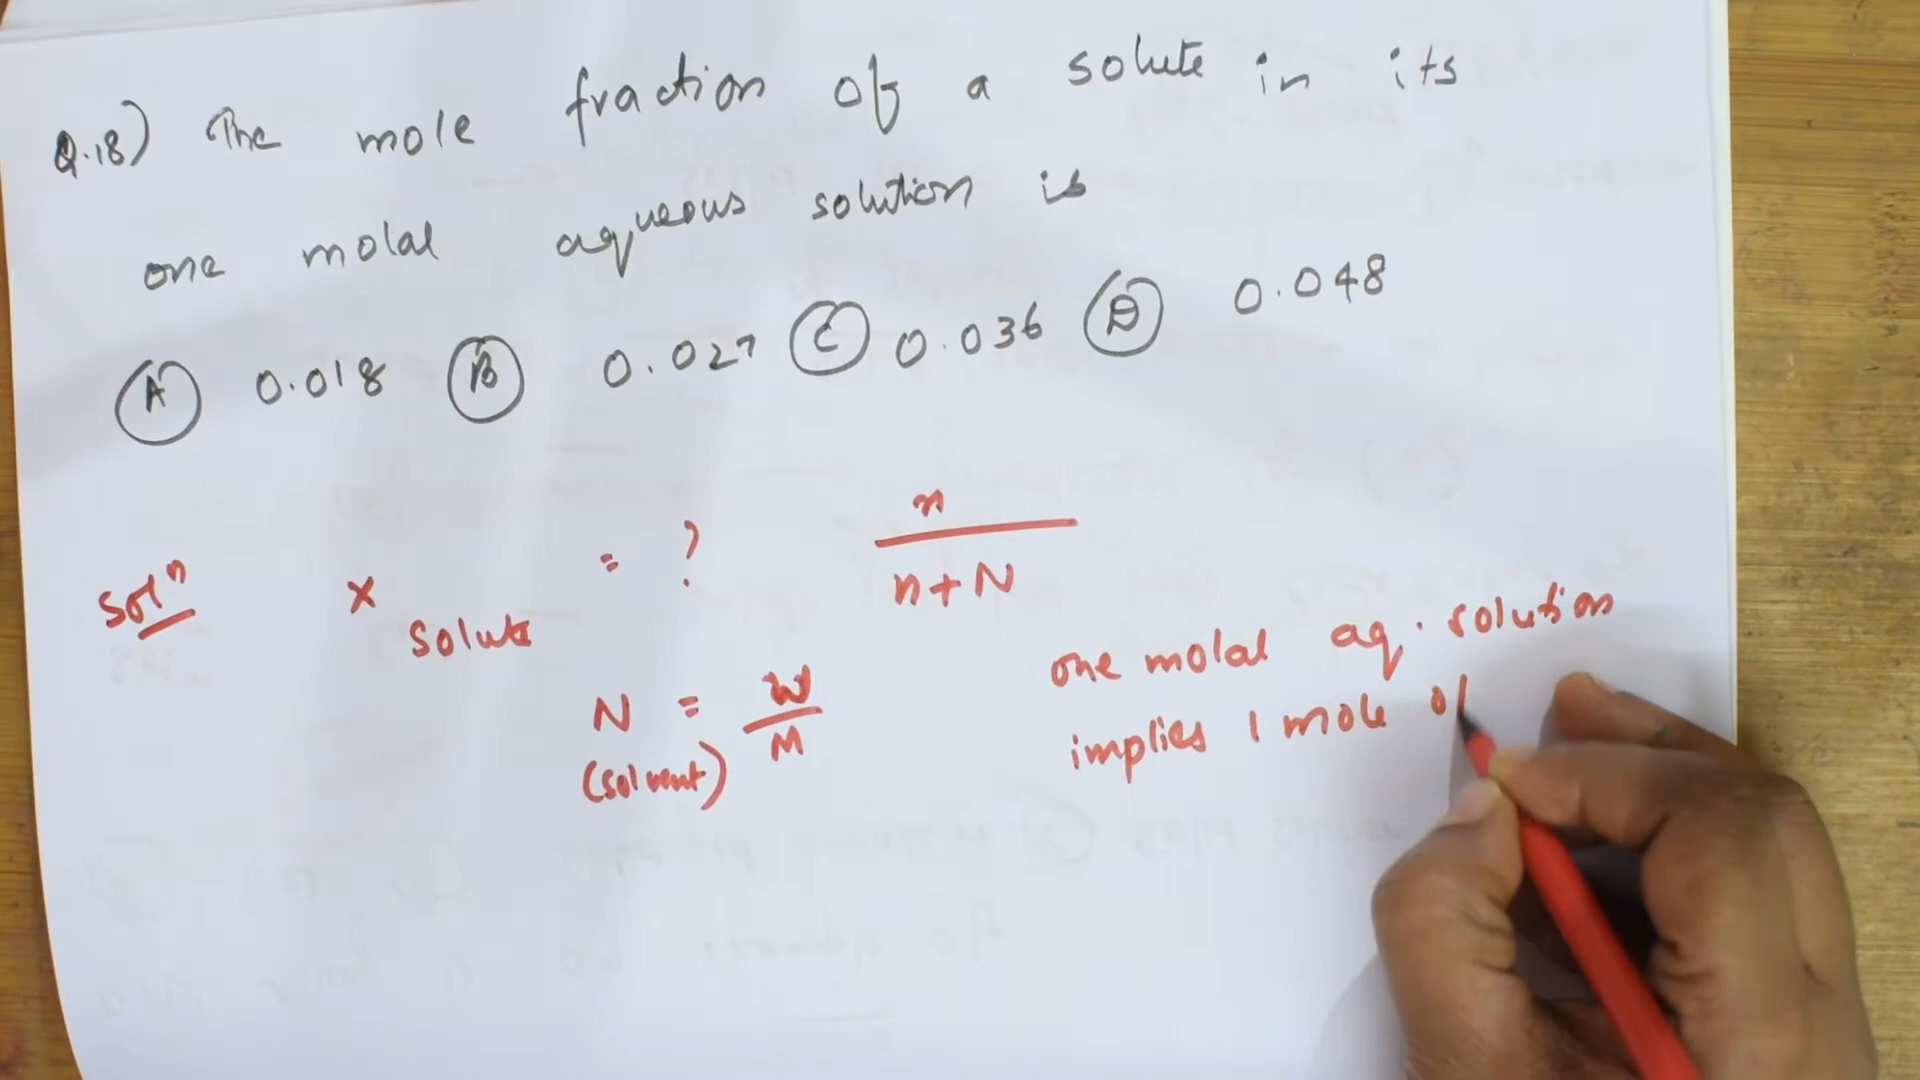 Q.18) The mole fraction of a solute in its
one molal aqueous solution is
A 0.018 B 0.027 C 0.036 D 0.048
Solⁿ x solute = ? n / n+N
N (solvent) = W / M
one molal aq. solution
implies 1 mole of